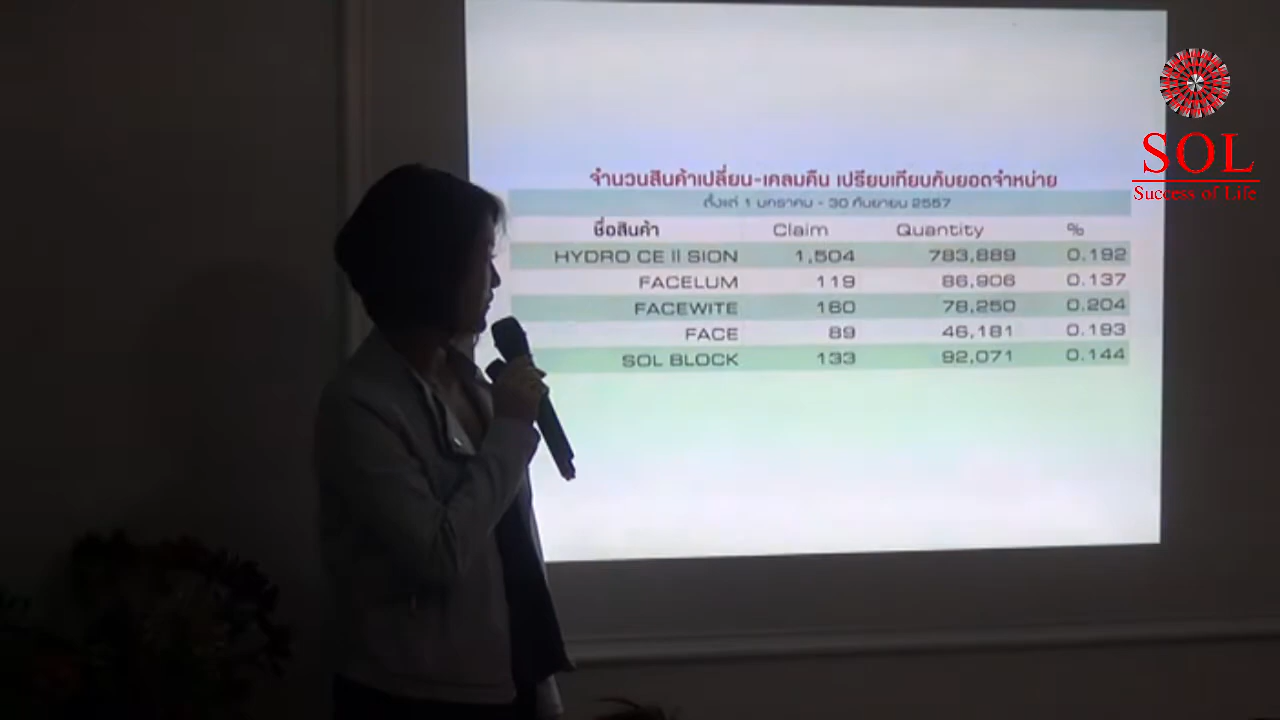 จำนวนสินค้าเปลี่ยน-เคลมคืน เปรียบเทียบกับยอดจำหน่าย
ตั้งแต่ 1 มกราคม - 30 กันยายน 2557
ชื่อสินค้า Claim Quantity %
HYDRO CE ll SION 1,504 783,889 0.192
FACELUM 119 86,906 0.137
FACEWITE 160 78,250 0.204
FACE 89 46,181 0.193
SOL BLOCK 133 92,071 0.144
SOL
Success of Life